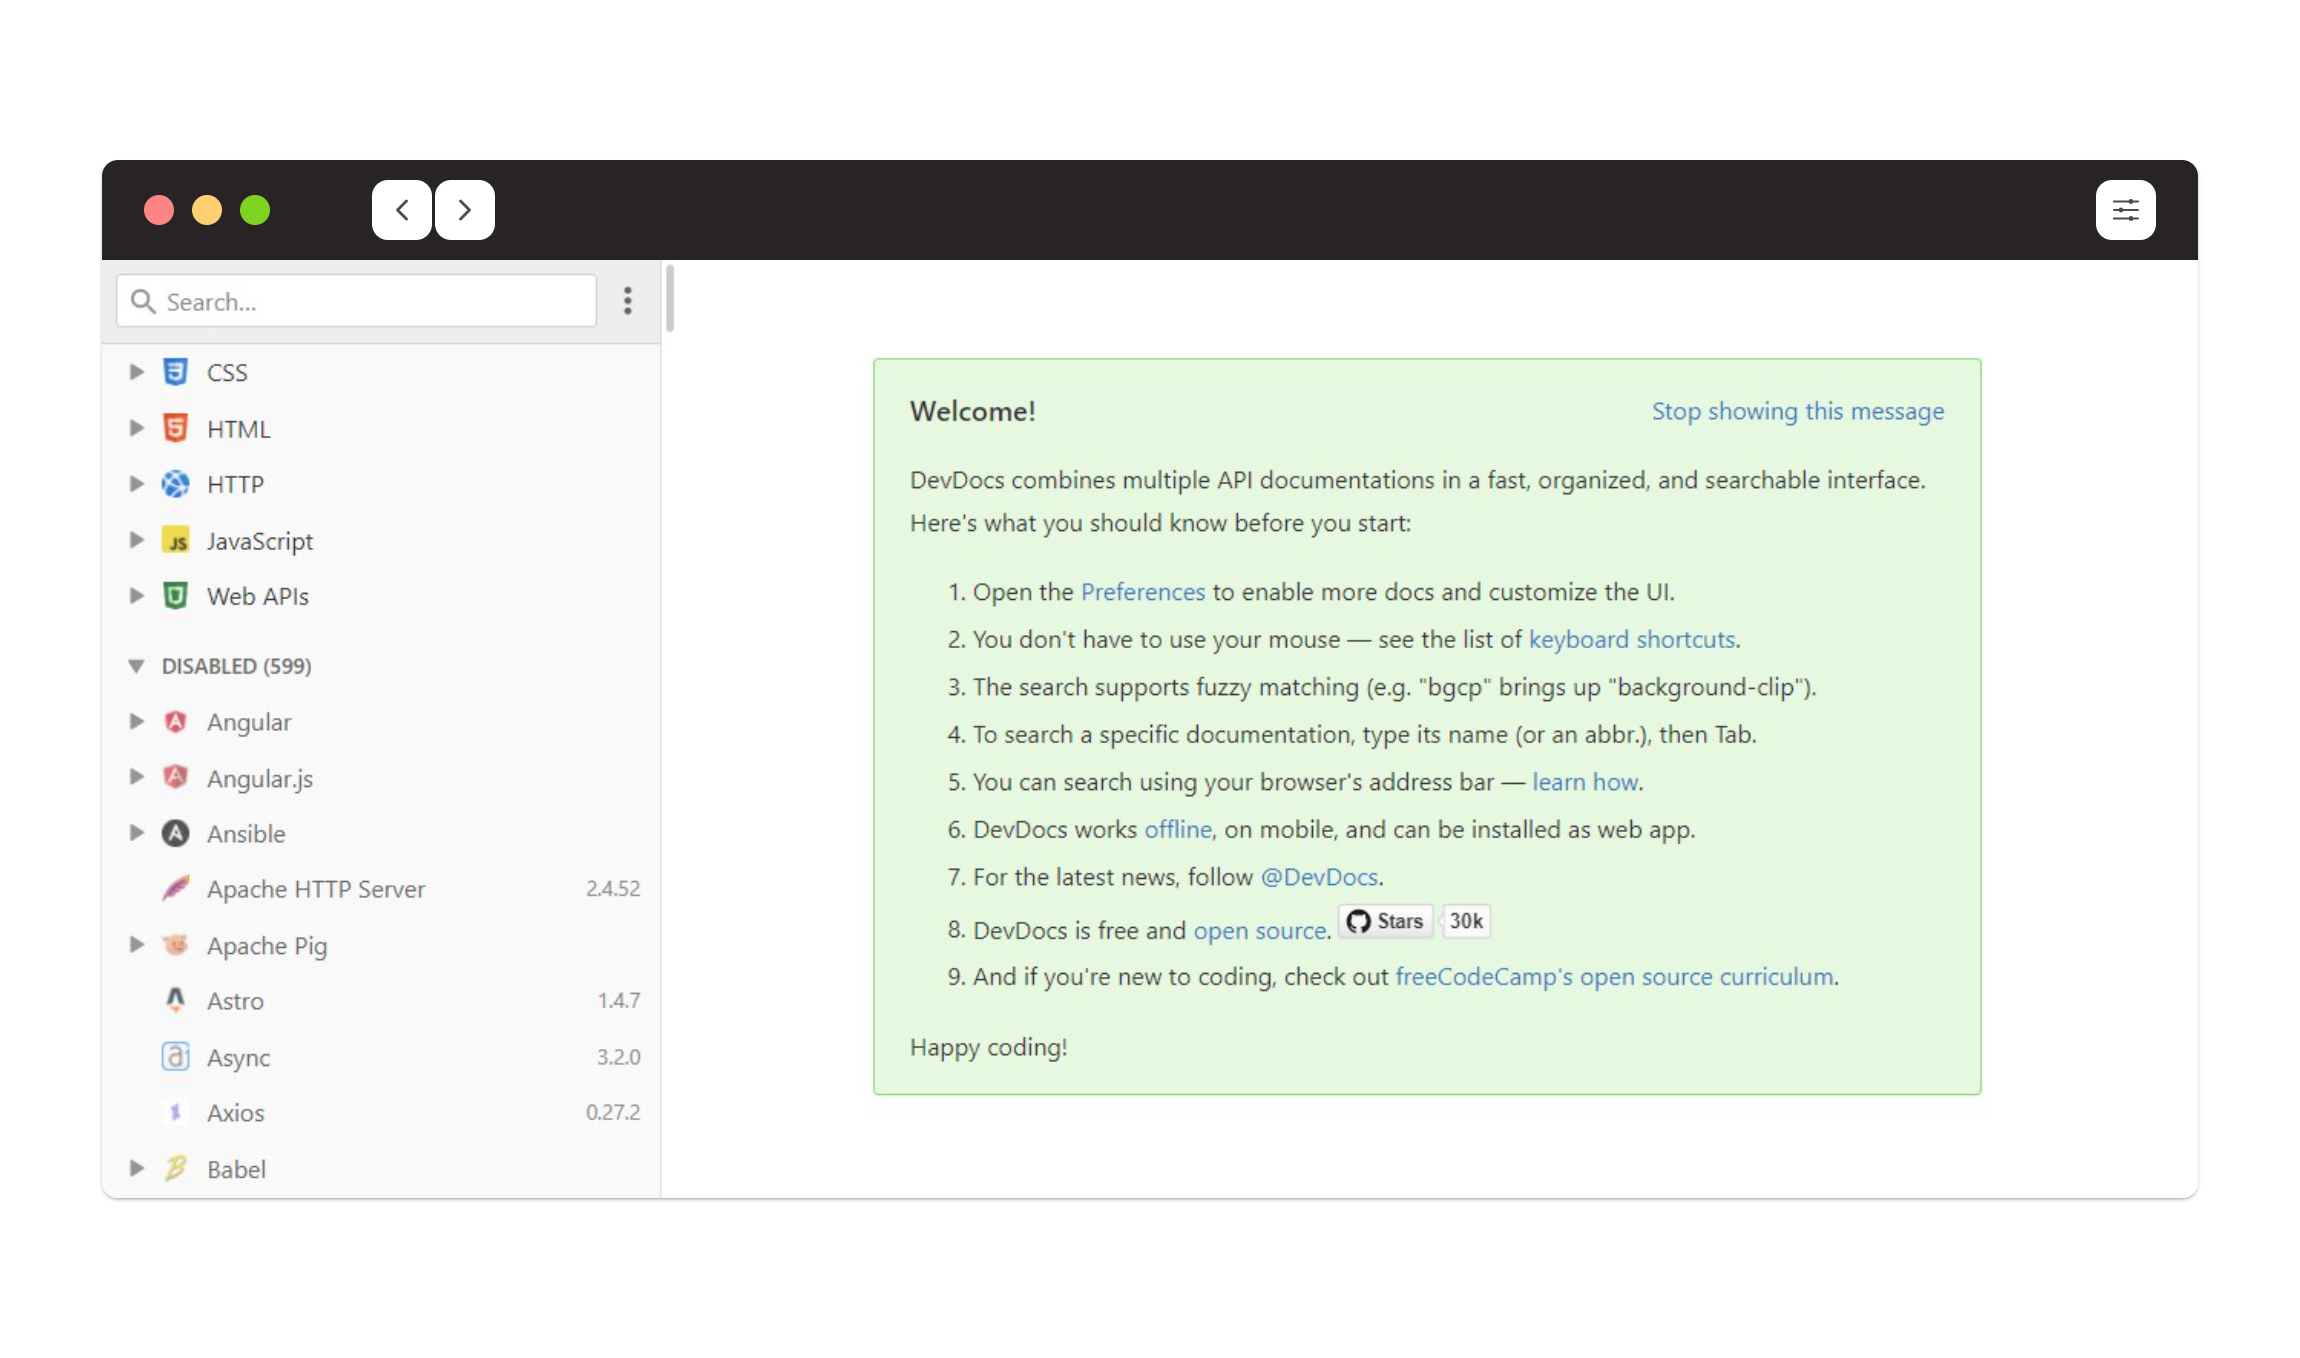 Search...
CSS
HTML
HTTP
JavaScript
Web APIs
DISABLED (599)
Angular
Angular.js
Ansible
Apache HTTP Server 2.4.52
Apache Pig
Astro 1.4.7
Async 3.2.0
Axios 0.27.2
Babel
Welcome! Stop showing this message
DevDocs combines multiple API documentations in a fast, organized, and searchable interface.
Here's what you should know before you start:
1. Open the Preferences to enable more docs and customize the UI.
2. You don't have to use your mouse — see the list of keyboard shortcuts.
3. The search supports fuzzy matching (e.g. "bgcp" brings up "background-clip").
4. To search a specific documentation, type its name (or an abbr.), then Tab.
5. You can search using your browser's address bar — learn how.
6. DevDocs works offline, on mobile, and can be installed as web app.
7. For the latest news, follow @DevDocs.
8. DevDocs is free and open source. Stars 30k
9. And if you're new to coding, check out freeCodeCamp's open source curriculum.
Happy coding!